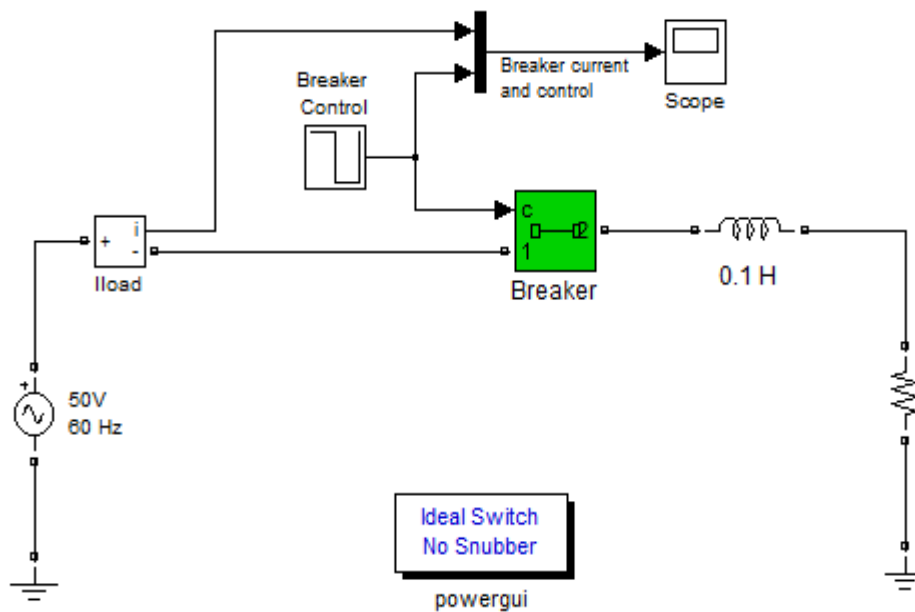 Breaker
Control
Breaker current
and control
Scope
i
+
-
Iload
c
2
1
Breaker
0.1 H
+
50V
60 Hz
Ideal Switch
No Snubber
powergui